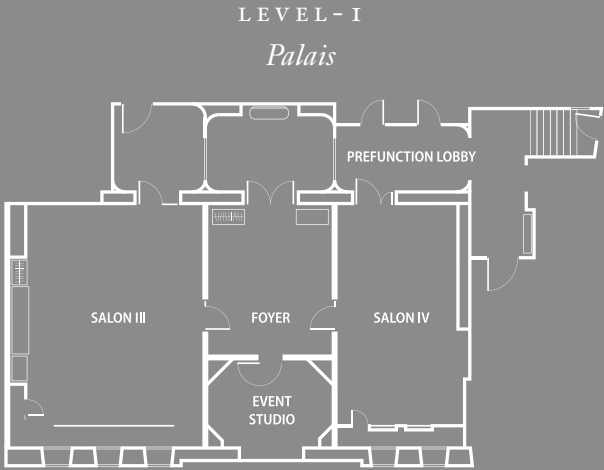 LEVEL-I
Palais
PREFUNCTION LOBBY
SALON III
FOYER
SALON IV
EVENT
STUDIO